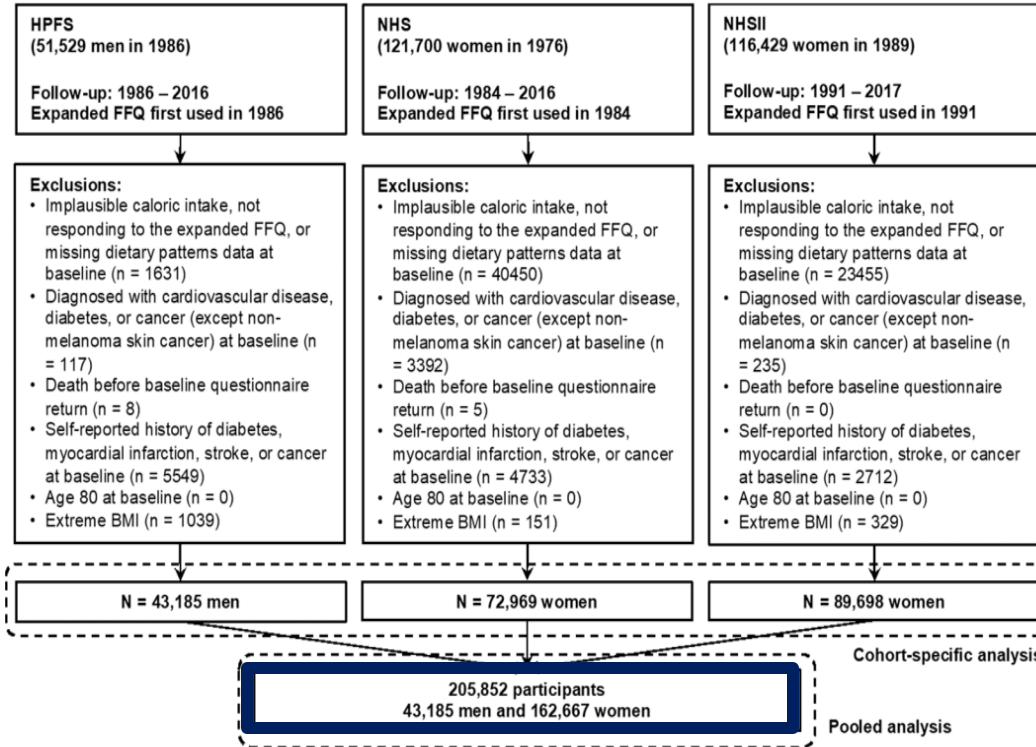 HPFS
(51,529 men in 1986)
Follow-up: 1986 – 2016
Expanded FFQ first used in 1986
NHS
(121,700 women in 1976)
Follow-up: 1984 – 2016
Expanded FFQ first used in 1984
NHSII
(116,429 women in 1989)
Follow-up: 1991 – 2017
Expanded FFQ first used in 1991
Exclusions:
• Implausible caloric intake, not
responding to the expanded FFQ, or
missing dietary patterns data at
baseline (n = 1631)
• Diagnosed with cardiovascular disease,
diabetes, or cancer (except non-
melanoma skin cancer) at baseline (n
= 117)
• Death before baseline questionnaire
return (n = 8)
• Self-reported history of diabetes,
myocardial infarction, stroke, or cancer
at baseline (n = 5549)
• Age 80 at baseline (n = 0)
• Extreme BMI (n = 1039)
Exclusions:
• Implausible caloric intake, not
responding to the expanded FFQ, or
missing dietary patterns data at
baseline (n = 40450)
• Diagnosed with cardiovascular disease,
diabetes, or cancer (except non-
melanoma skin cancer) at baseline (n
= 3392)
• Death before baseline questionnaire
return (n = 5)
• Self-reported history of diabetes,
myocardial infarction, stroke, or cancer
at baseline (n = 4733)
• Age 80 at baseline (n = 0)
• Extreme BMI (n = 151)
Exclusions:
• Implausible caloric intake, not
responding to the expanded FFQ, or
missing dietary patterns data at
baseline (n = 23455)
• Diagnosed with cardiovascular disease,
diabetes, or cancer (except non-
melanoma skin cancer) at baseline (n
= 235)
• Death before baseline questionnaire
return (n = 0)
• Self-reported history of diabetes,
myocardial infarction, stroke, or cancer
at baseline (n = 2712)
• Age 80 at baseline (n = 0)
• Extreme BMI (n = 329)
N = 43,185 men
N = 72,969 women
N = 89,698 women
Cohort-specific analysis
205,852 participants
43,185 men and 162,667 women
Pooled analysis